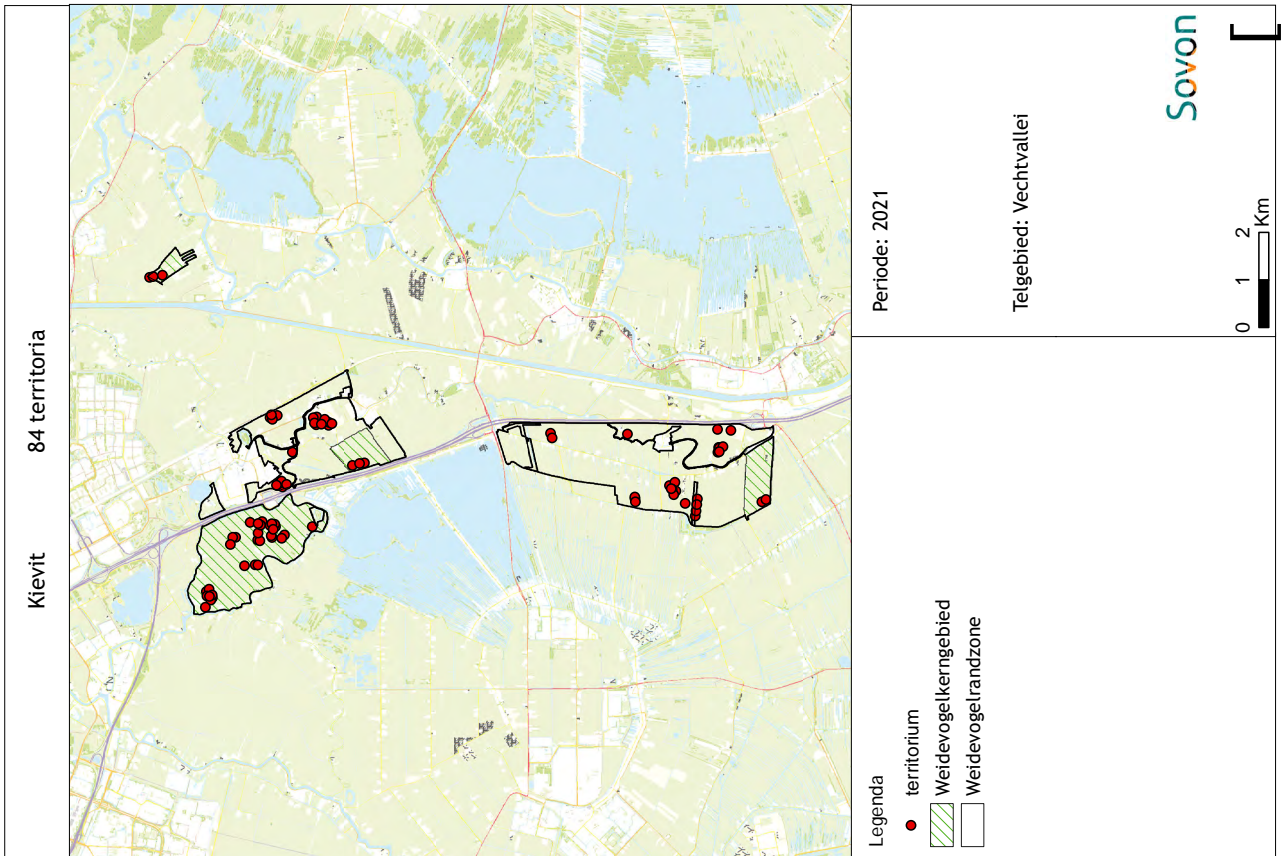 Kievit 84 territoria
Legenda
territorium
Weidevogelkerngebied
Weidevogelrandzone
Periode: 2021
Telgebied: Vechtvallei
0 1 2
Km
Sovon